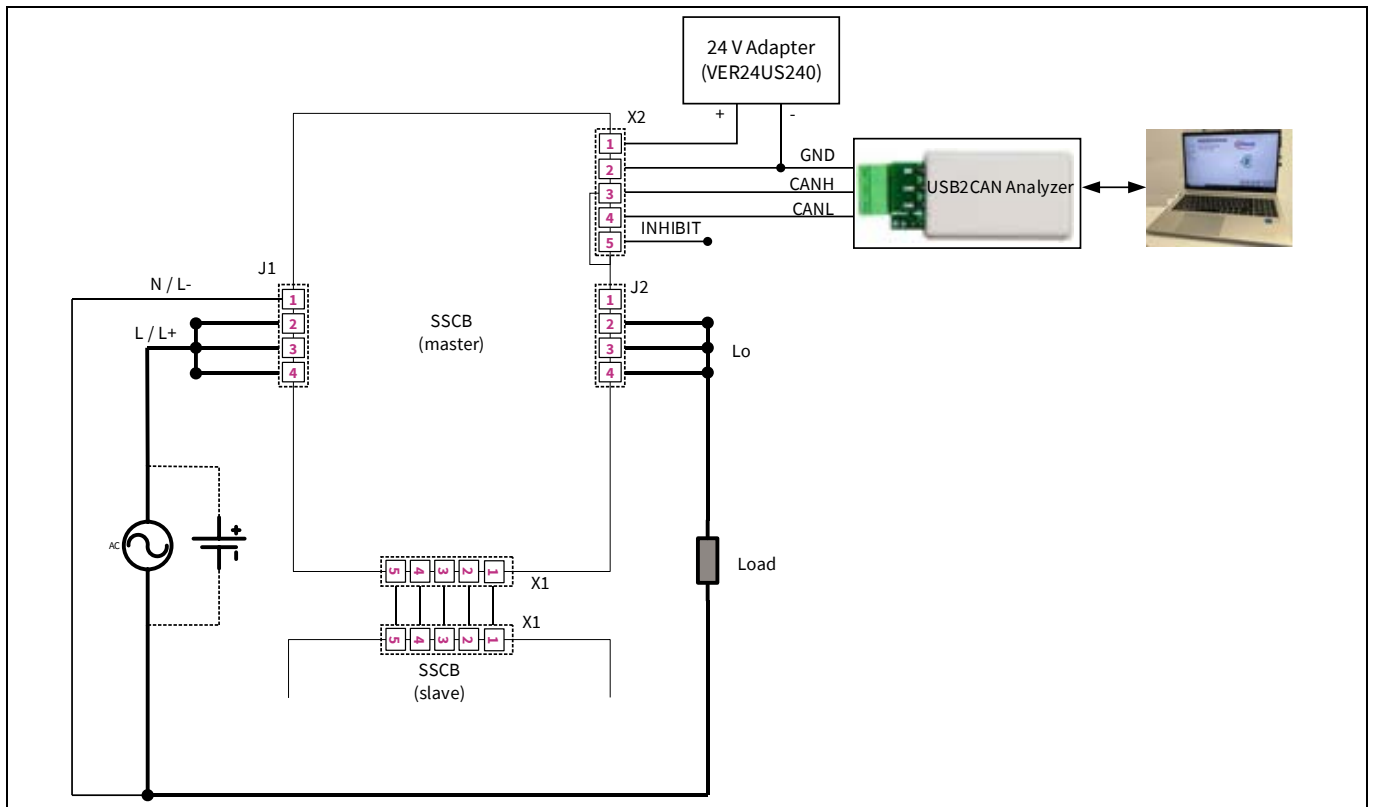 24 V Adapter
(VER24US240)
+
-
X2
1
2
3
4
5
GND
CANH
CANL
INHIBIT
USB2CAN Analyzer
J1
N / L-
L / L+
1
2
3
4
SSCB
(master)
J2
1
2
3
4
Lo
AC
+
Load
5 4 3 2 1
X1
X1
5 4 3 2 1
SSCB
(slave)